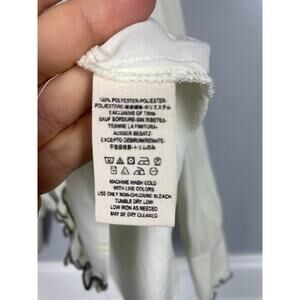 100% POLYESTER-POLIESTER-
EXCLUSIVE OF TRIM-
SAUF BORDURE-SIN RIBETES-
TRANNE LA FINITURA-
AUSSER BESATZ-
EXCEPTO DEBRUM/REMATE-
MACHINE WASH COLD
WITH LIKE COLORS
USE ONLY NON-CHLORINE BLEACH
TUMBLE DRY LOW
LOW IRON AS NEEDED
MAY BE DRY CLEANED